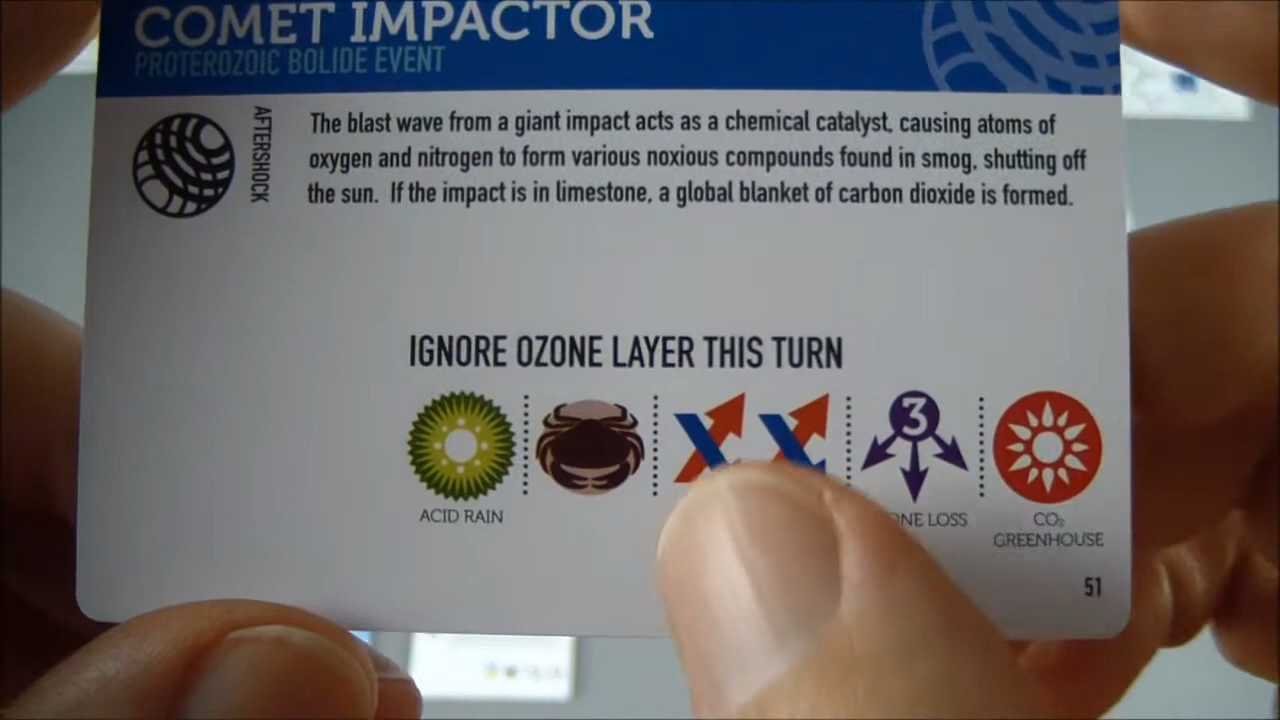 COMET IMPACTOR
PROTEROZOIC BOLIDE EVENT
AFTERSHOCK
The blast wave from a giant impact acts as a chemical catalyst, causing atoms of
oxygen and nitrogen to form various noxious compounds found in smog, shutting off
the sun. If the impact is in limestone, a global blanket of carbon dioxide is formed.
IGNORE OZONE LAYER THIS TURN
3
ACID RAIN
LOSS
CO₂
GREENHOUSE
51